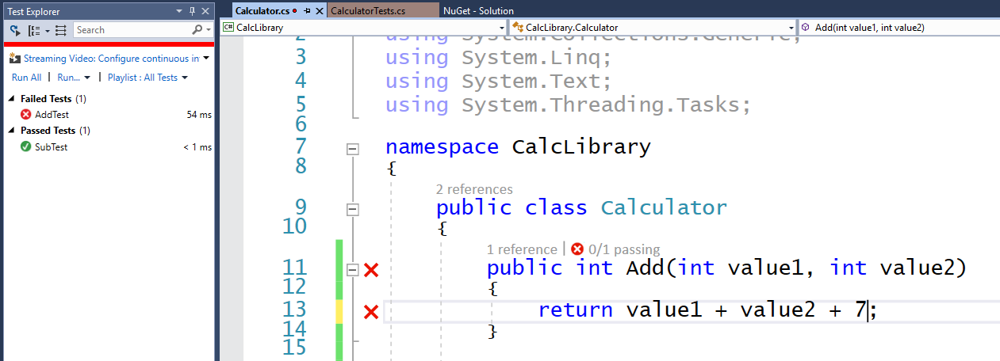 Test Explorer
Search
Streaming Video: Configure continuous in
Run All | Run... | Playlist : All Tests
Failed Tests (1)
AddTest 54 ms
Passed Tests (1)
SubTest < 1 ms
Calculator.cs CalculatorTests.cs NuGet - Solution
C# CalcLibrary CalcLibrary.Calculator Add(int value1, int value2)
2 using System.Collections.Generic;
3 using System.Linq;
4 using System.Text;
5 using System.Threading.Tasks;
6
7 namespace CalcLibrary
8 {
2 references
9 public class Calculator
10 {
1 reference | 0/1 passing
11 public int Add(int value1, int value2)
12 {
13 return value1 + value2 + 7;
14 }
15